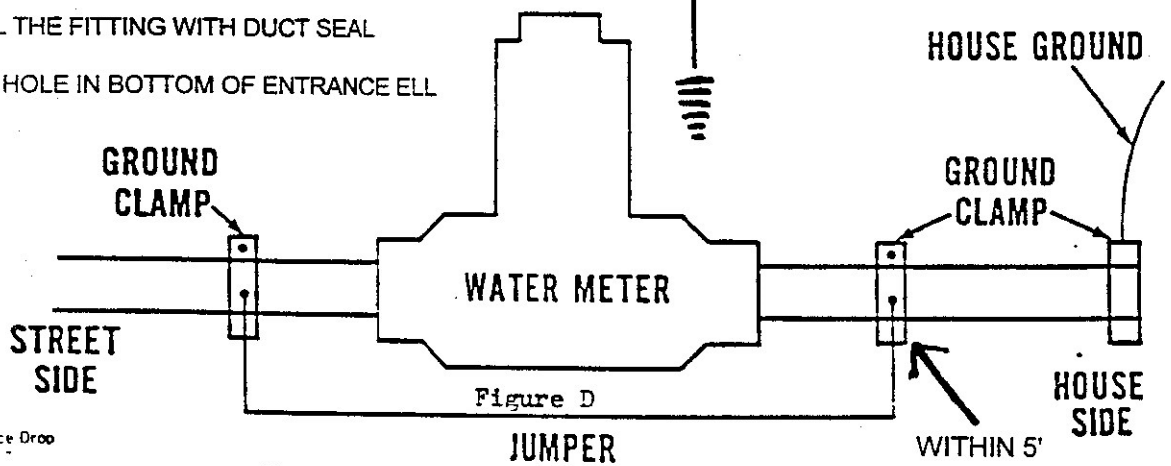 THE FITTING WITH DUCT SEAL
HOLE IN BOTTOM OF ENTRANCE ELL
HOUSE GROUND
GROUND
CLAMP
GROUND
CLAMP
WATER METER
STREET
SIDE
Figure D
JUMPER
WITHIN 5'
HOUSE
SIDE
Drop